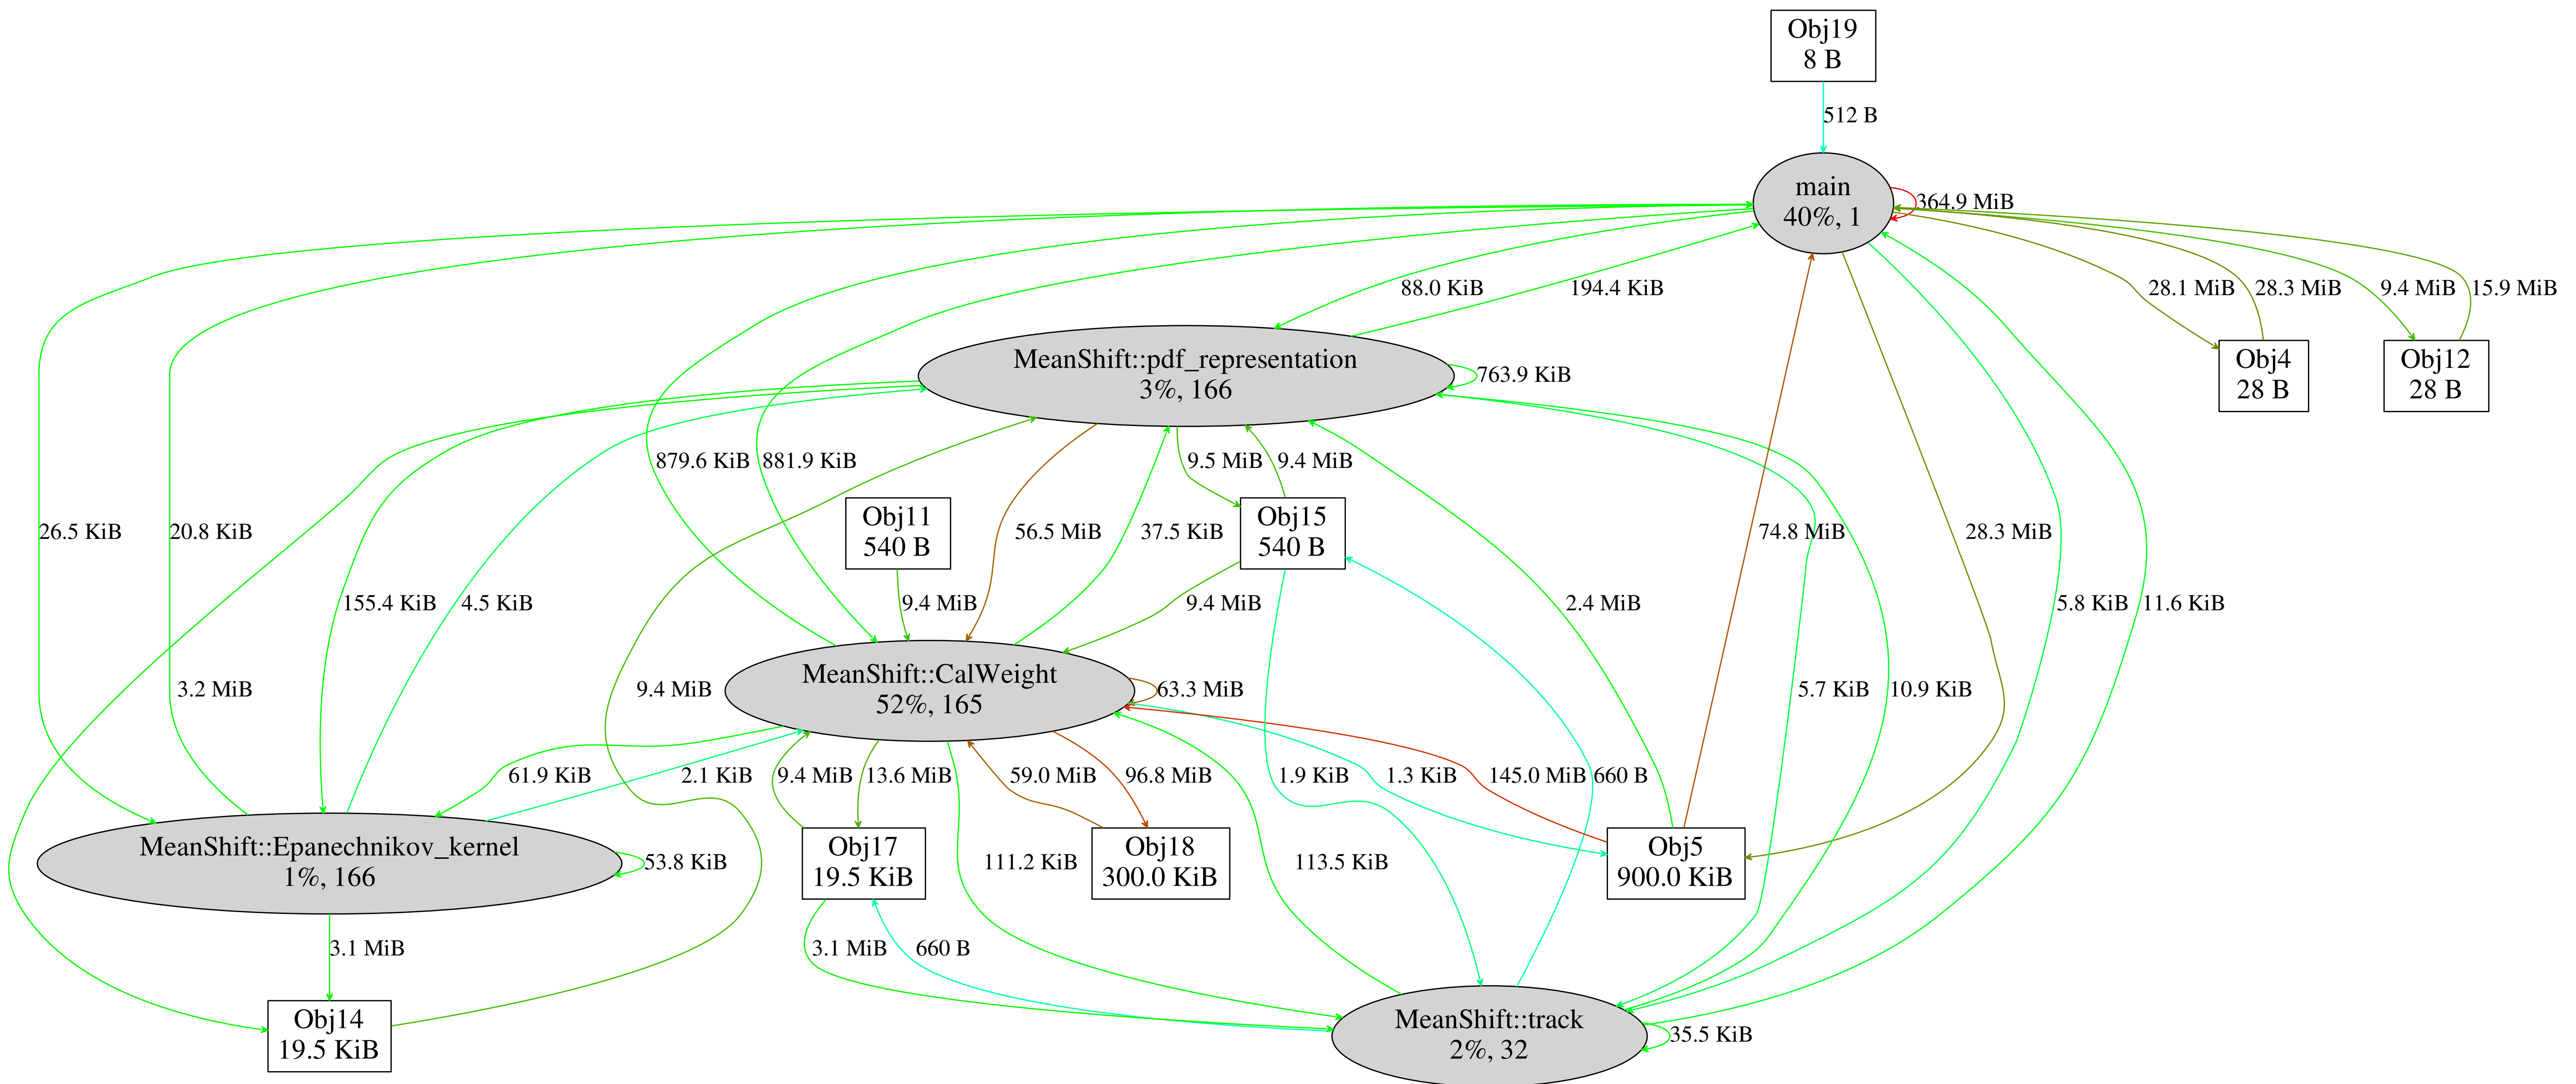 Obj19
8 B
512 B
main
40%, 1
364.9 MiB
88.0 KiB
194.4 KiB
28.1 MiB
28.3 MiB
9.4 MiB
15.9 MiB
MeanShift::pdf_representation
3%, 166
763.9 KiB
Obj4
28 B
Obj12
28 B
879.6 KiB
881.9 KiB
9.5 MiB
9.4 MiB
26.5 KiB
20.8 KiB
Obj11
540 B
56.5 MiB
37.5 KiB
Obj15
540 B
74.8 MiB
28.3 MiB
155.4 KiB
4.5 KiB
9.4 MiB
9.4 MiB
2.4 MiB
5.8 KiB
11.6 KiB
3.2 MiB
9.4 MiB
MeanShift::CalWeight
52%, 165
63.3 MiB
5.7 KiB
10.9 KiB
61.9 KiB
2.1 KiB
9.4 MiB
13.6 MiB
59.0 MiB
96.8 MiB
1.9 KiB
1.3 KiB
145.0 MiB
660 B
MeanShift::Epanechnikov_kernel
1%, 166
53.8 KiB
Obj17
19.5 KiB
111.2 KiB
Obj18
300.0 KiB
113.5 KiB
Obj5
900.0 KiB
3.1 MiB
3.1 MiB
660 B
Obj14
19.5 KiB
MeanShift::track
2%, 32
35.5 KiB